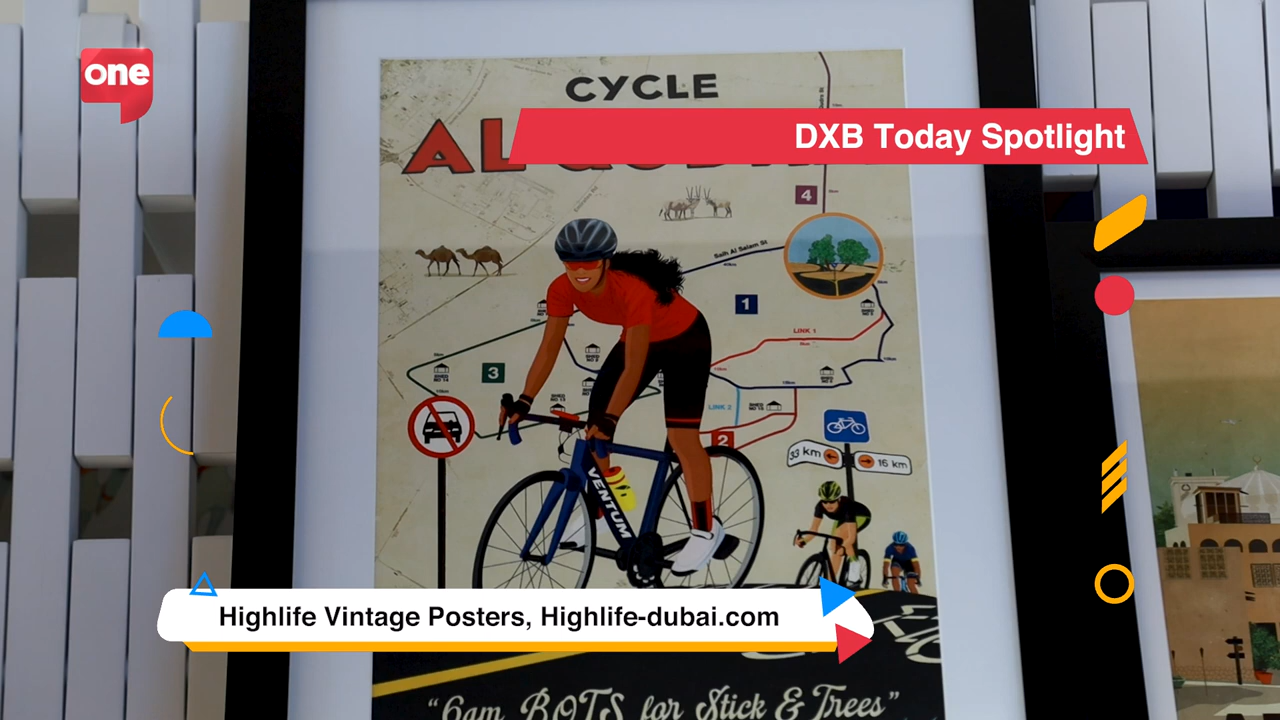 one
CYCLE
DXB Today Spotlight
AL
4
Saih Al Salam St
1
LINK 1
3
LINK 2
2
33 km
16 km
VENTUM
Highlife Vintage Posters, Highlife-dubai.com
"6am BOTS for Stick & Trees"